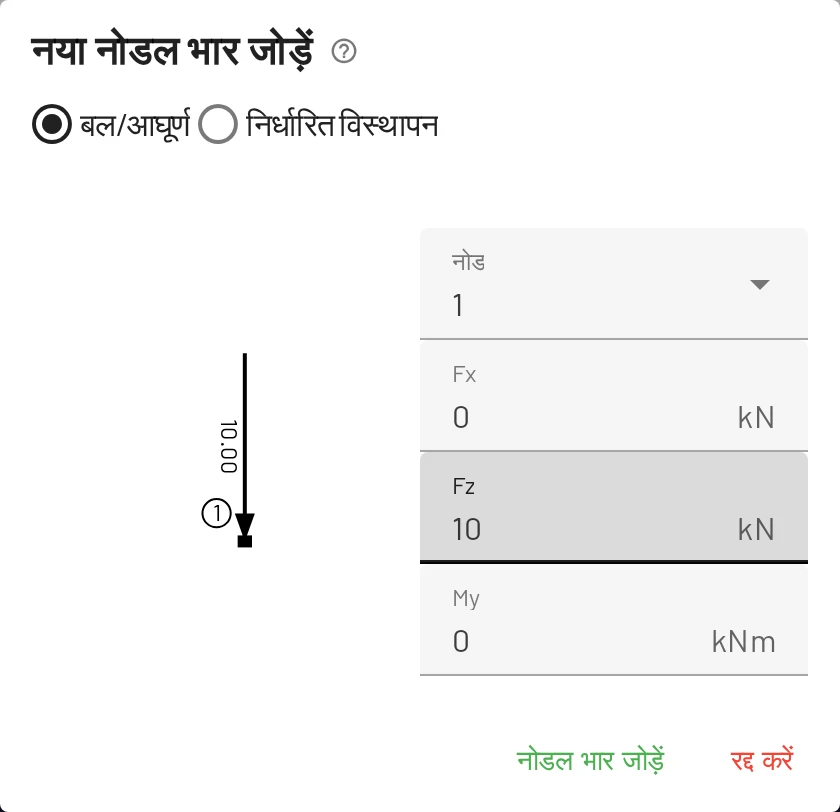 नया नोडल भार जोड़ें
बल/आघूर्ण निर्धारित विस्थापन
नोड
1
Fx
0 kN
10.00
Fz
1
10 kN
My
0 kNm
नोडल भार जोड़ें रद्द करें